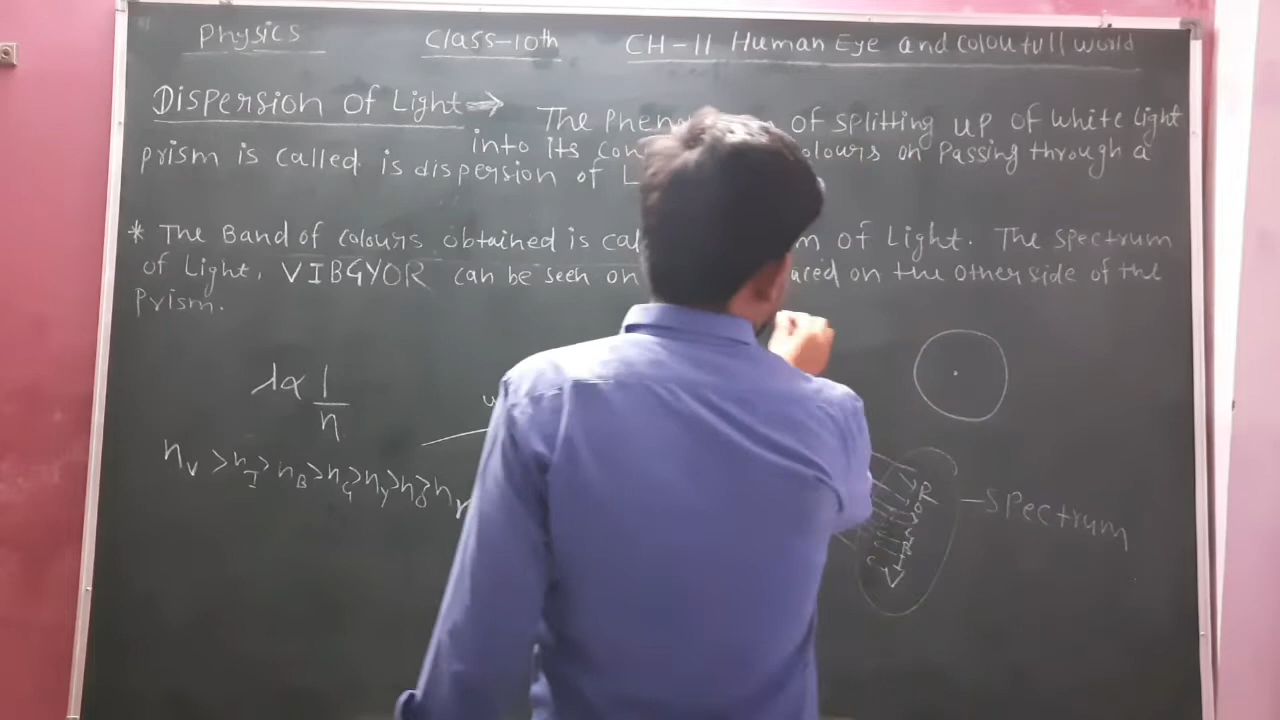 Physics Class-10th CH-11 Human Eye and Colourfull world
Dispersion of Light ⇒ The Phen of splitting up of white light
into its con olours on passing through a
prism is called is dispersion of L
* The Band of colours obtained is cal m of Light. The spectrum
of Light, VIBGYOR can be seen on aced on the other side of the
Prism.
λ∝ 1/n
n_V > n_I > n_B > n_G > n_Y > n_O > n_r
w
R
O
Y
G
B
I
V
Spectrum